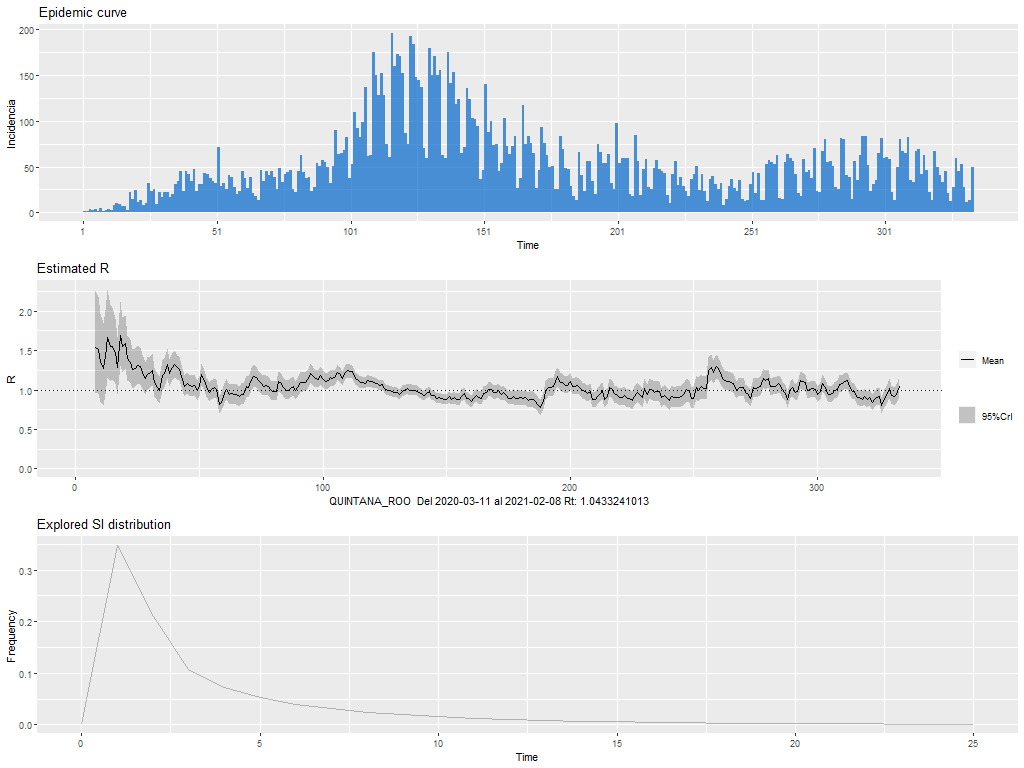 Epidemic curve
200
150
100
50
0
Incidencia
1 51 101 151 201 251 301
Time
Estimated R
2.0
1.5
1.0
0.5
0.0
R
Mean
95%CrI
0 100 200 300
QUINTANA_ROO Del 2020-03-11 al 2021-02-08 Rt: 1.0433241013
Explored SI distribution
0.3
0.2
0.1
0.0
Frequency
0 5 10 15 20 25
Time